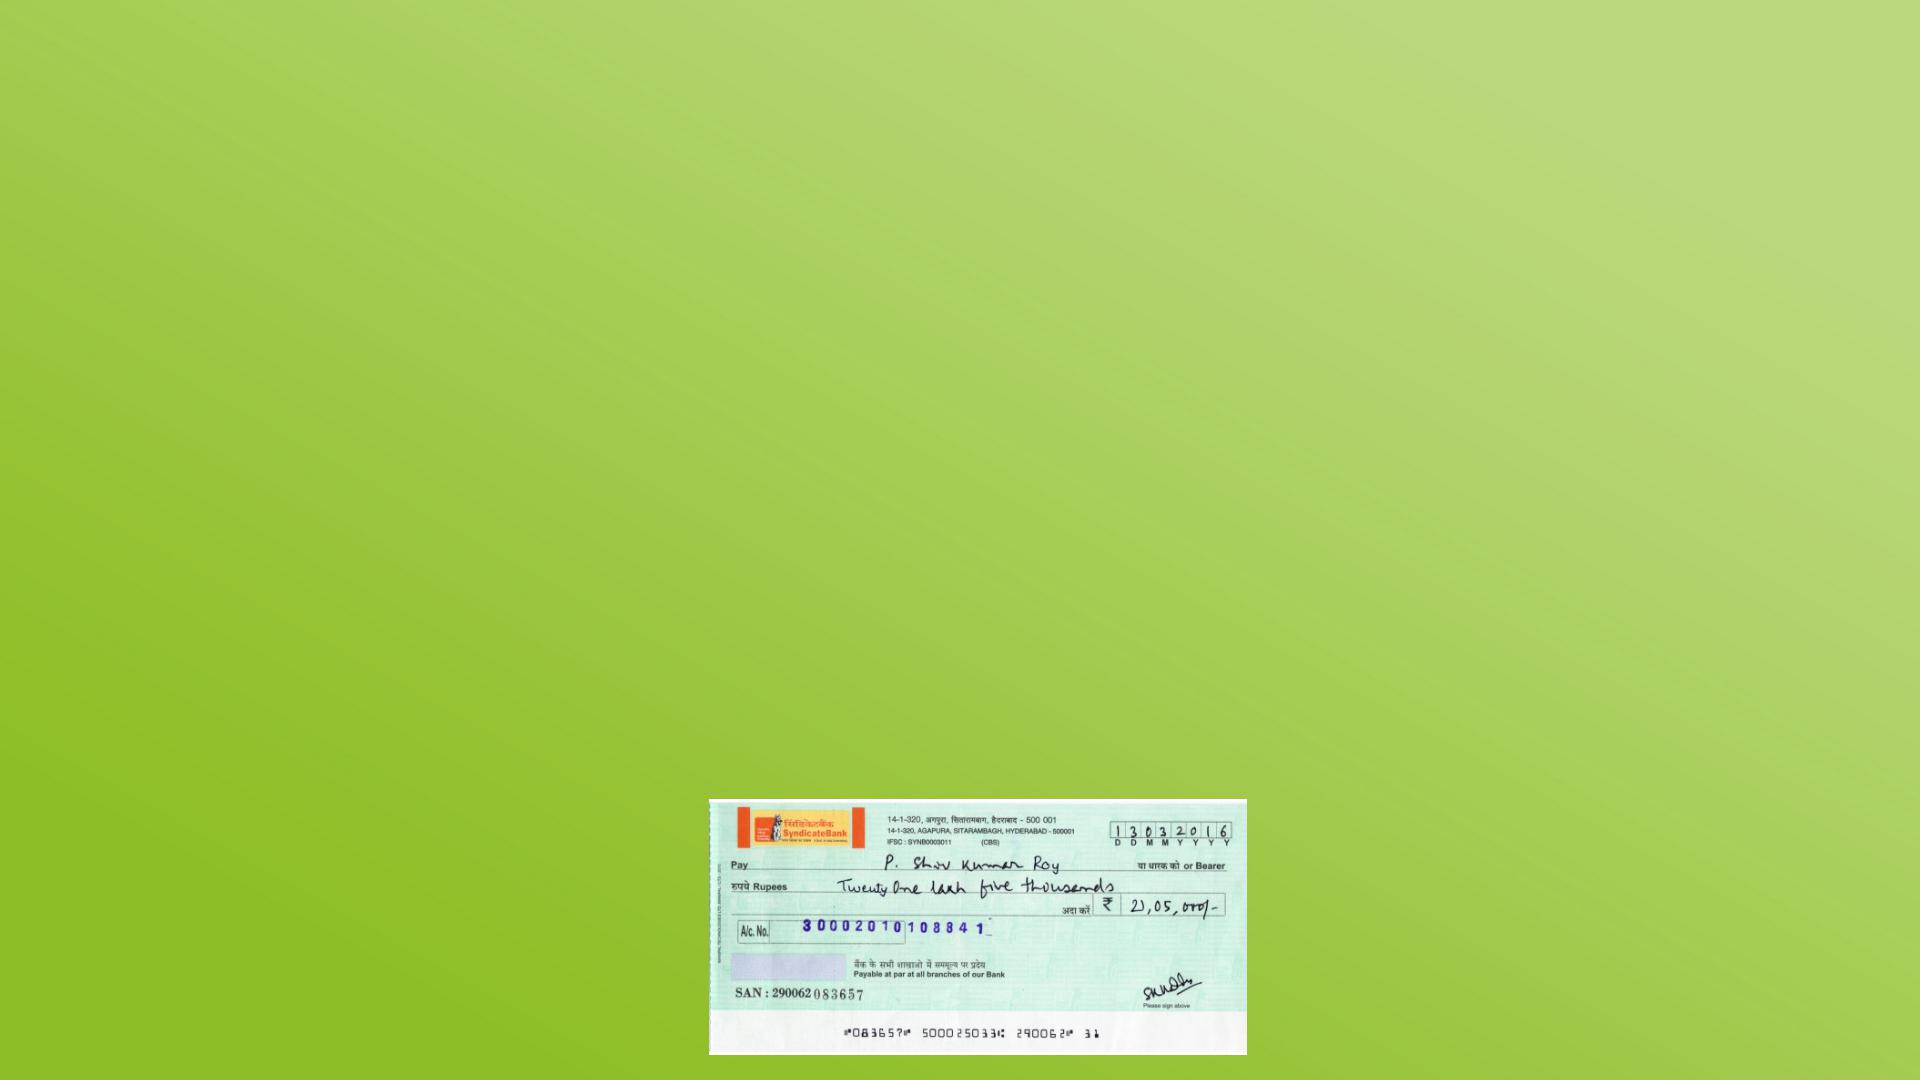 सिंडिकेटबैंक
SyndicateBank
14-1-320, अगपुरा, सितारामबाग, हैदराबाद - 500 001
14-1-320, AGAPURA, SITARAMBAGH, HYDERABAD - 500001
IFSC : SYNB0003011 (CBS)
1 3 0 3 2 0 1 6
D D M M Y Y Y Y
Pay P. Shiv Kumar Roy या धारक को or Bearer
रुपये Rupees Twenty One lakh five thousands
अदा करें ₹ 21,05,000/-
A/c. No. 30002010108841
बैंक के सभी शाखाओ में सममूल्य पर प्रदेय
Payable at par at all branches of our Bank
SAN : 290062 083657
Please sign above
⑈083657⑈ 500025033⑆ 290062⑈ 31